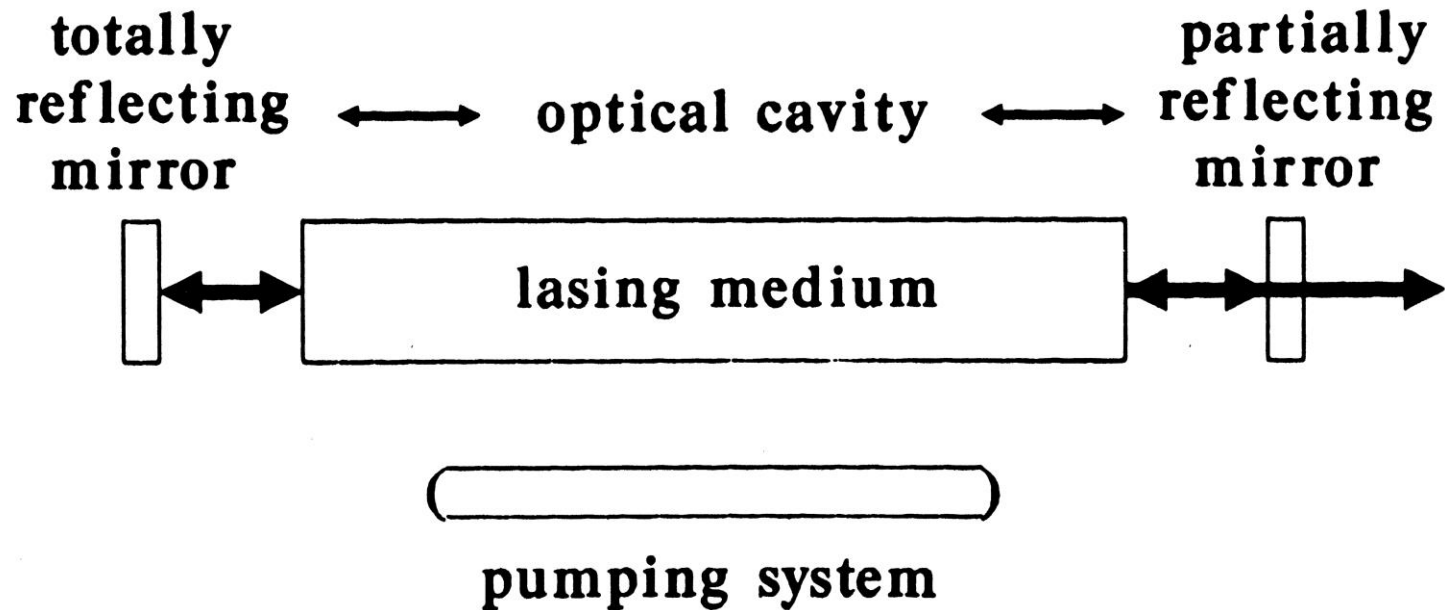 totally
reflecting
mirror
optical cavity
partially
reflecting
mirror
lasing medium
pumping system